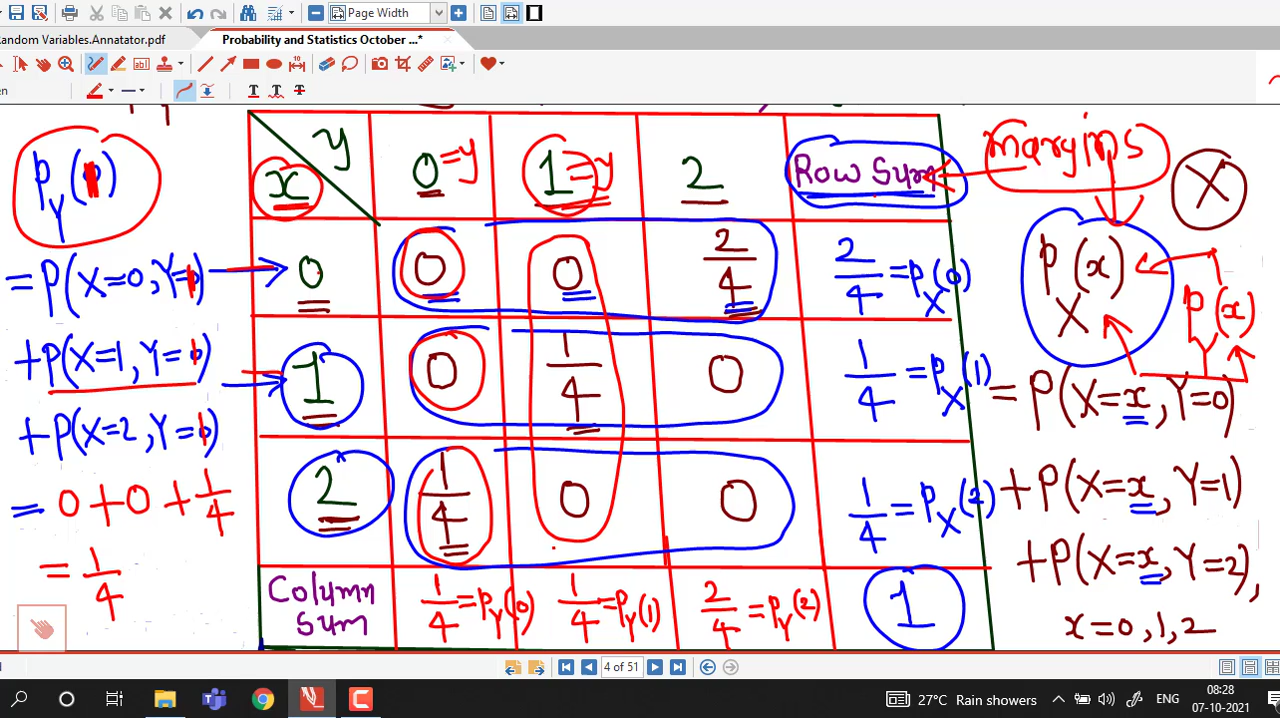 Page Width
Random Variables.Annatator.pdf
Probability and Statistics October ...*
P_Y(1)
= P(X=0, Y=1)
+ P(X=1, Y=1)
+ P(X=2, Y=1)
= 0 + 0 + 1/4
= 1/4
x y 0=y 1=y 2 Row Sum
0 0 0 2/4 2/4 = P_X(0)
1 0 1/4 0 1/4 = P_X(1)
2 1/4 0 0 1/4 = P_X(2)
Column Sum 1/4 = P_Y(0) 1/4 = P_Y(1) 2/4 = P_Y(2) 1
margins
X
P_X(x)
P_Y(x)
= P(X=x, Y=0)
+ P(X=x, Y=1)
+ P(X=x, Y=2),
x=0,1,2
4 of 51
27°C Rain showers
ENG
08:28
07-10-2021